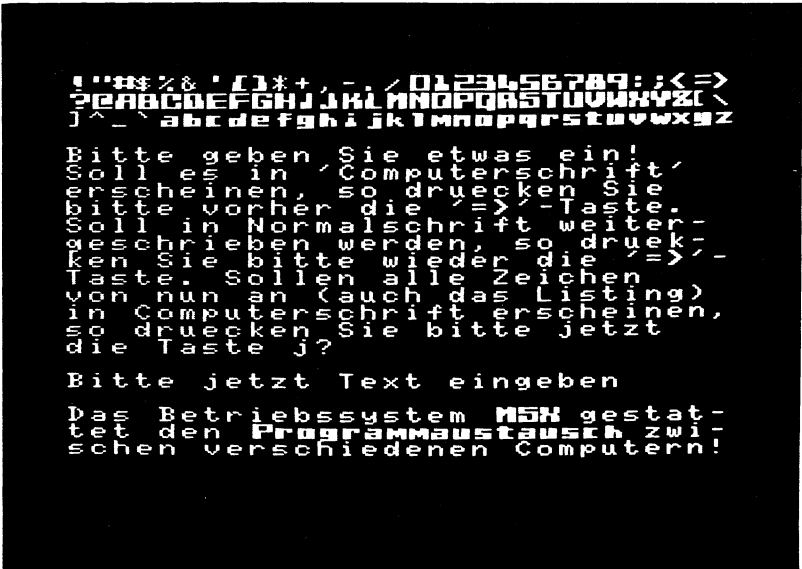 !"#$%&'[]*+,-./0123456789:;<=>
?@ABCDEFGHIJKLMNOPQRSTUVWXYZ[\
]^_`abcdefghijklmnopqrstuvwxyz
Bitte geben Sie etwas ein!
Soll es in 'Computerschrift'
erscheinen, so druecken Sie
bitte vorher die '=>'-Taste.
Soll in Normalschrift weiter-
geschrieben werden, so druek-
ken Sie bitte wieder die '=>'-
Taste. Sollen alle Zeichen
von nun an (auch das Listing)
in Computerschrift erscheinen,
so druecken Sie bitte jetzt
die Taste j?
Bitte jetzt Text eingeben
Das Betriebssystem MSX gestat-
tet den Programmaustausch zwi-
schen verschiedenen Computern!